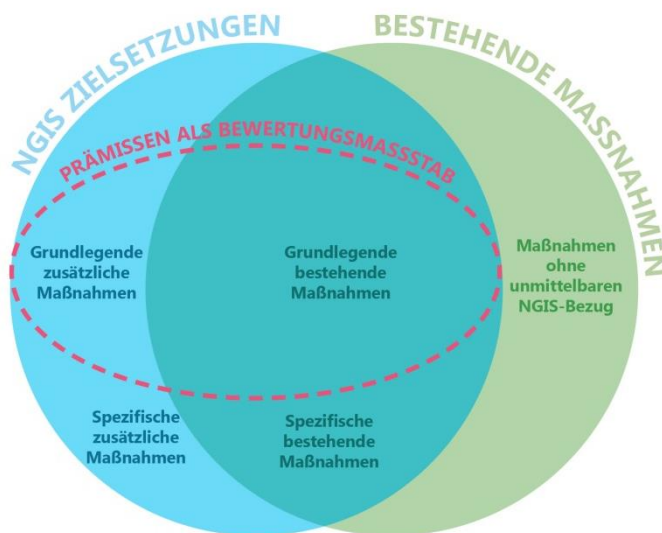 NGIS ZIELSETZUNGEN
BESTEHENDE MASSNAHMEN
PRÄMISSEN ALS BEWERTUNGSMASSSTAB
Grundlegende
zusätzliche
Maßnahmen
Grundlegende
bestehende
Maßnahmen
Maßnahmen
ohne
unmittelbaren
NGIS-Bezug
Spezifische
zusätzliche
Maßnahmen
Spezifische
bestehende
Maßnahmen